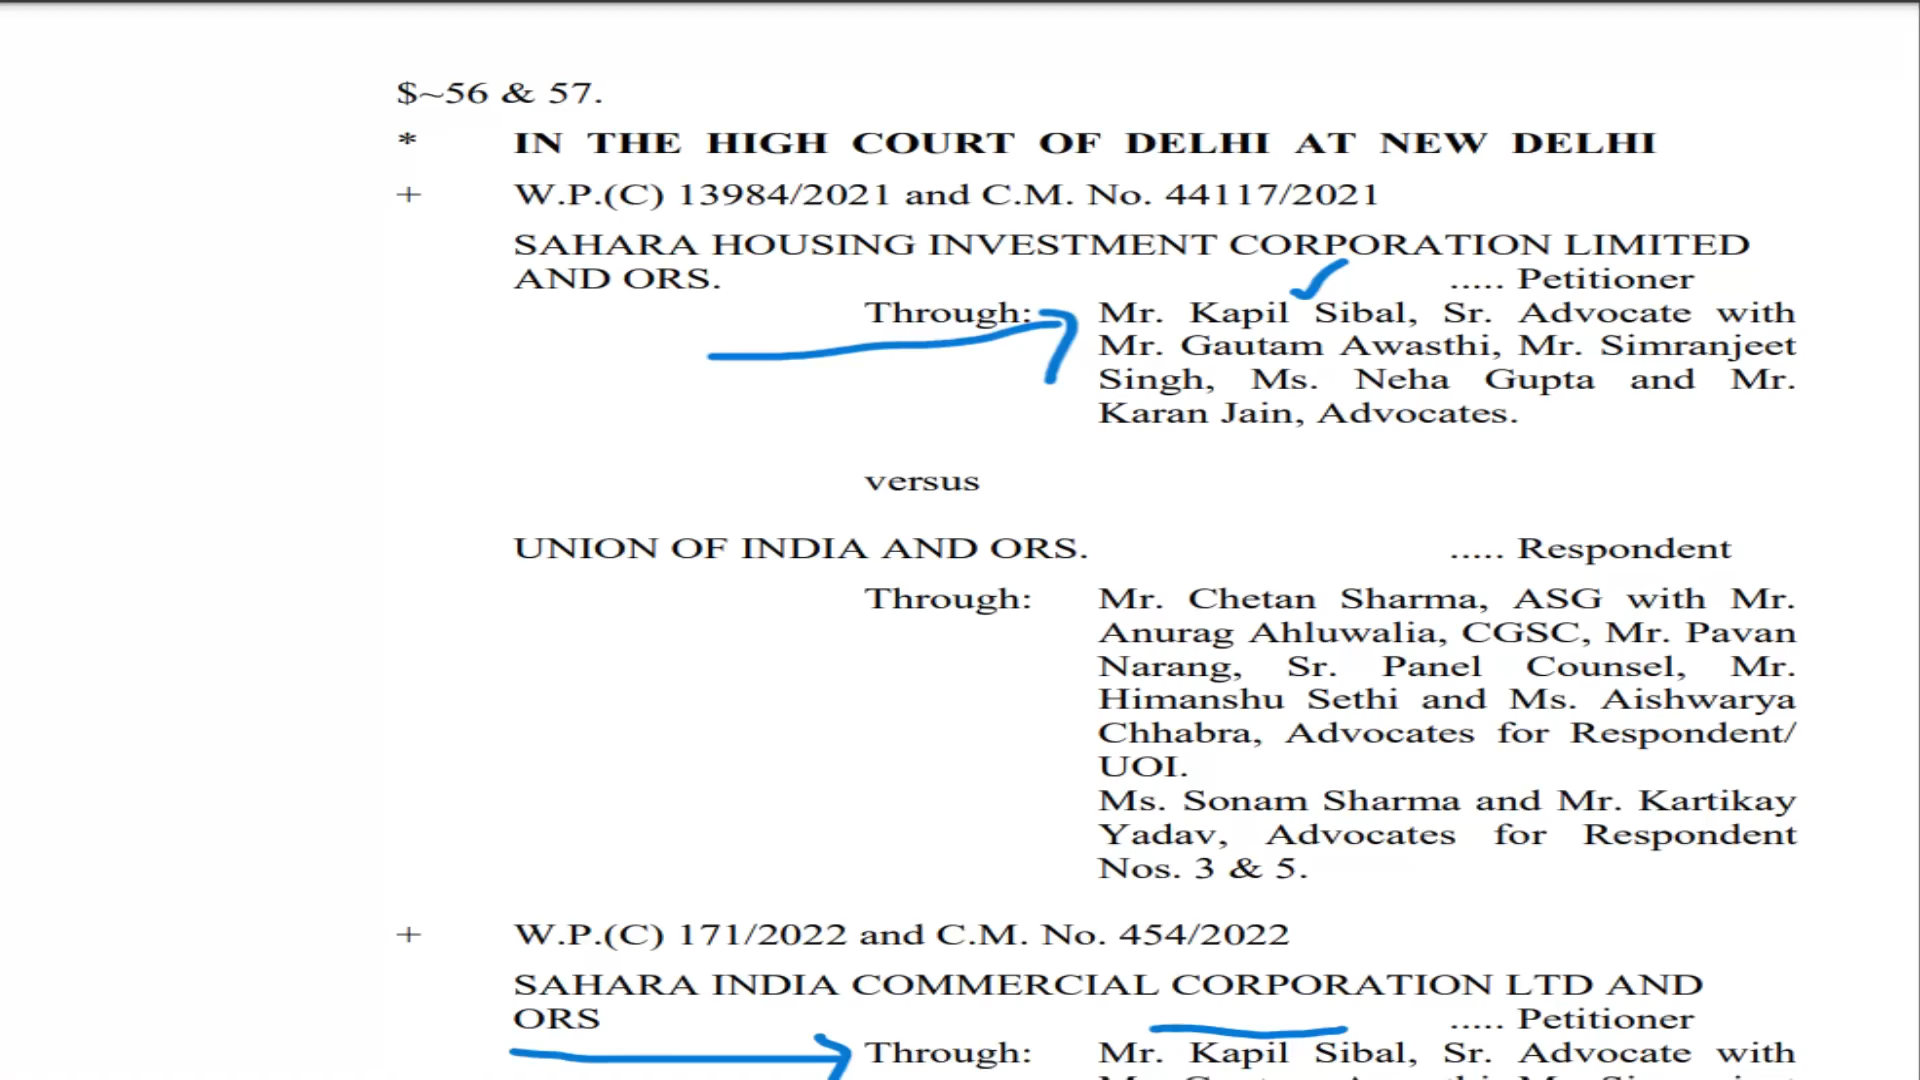 $~56 & 57.
* IN THE HIGH COURT OF DELHI AT NEW DELHI
+ W.P.(C) 13984/2021 and C.M. No. 44117/2021
SAHARA HOUSING INVESTMENT CORPORATION LIMITED
AND ORS. ..... Petitioner
Through: Mr. Kapil Sibal, Sr. Advocate with
Mr. Gautam Awasthi, Mr. Simranjeet
Singh, Ms. Neha Gupta and Mr.
Karan Jain, Advocates.
versus
UNION OF INDIA AND ORS. ..... Respondent
Through: Mr. Chetan Sharma, ASG with Mr.
Anurag Ahluwalia, CGSC, Mr. Pavan
Narang, Sr. Panel Counsel, Mr.
Himanshu Sethi and Ms. Aishwarya
Chhabra, Advocates for Respondent/
UOI.
Ms. Sonam Sharma and Mr. Kartikay
Yadav, Advocates for Respondent
Nos. 3 & 5.
+ W.P.(C) 171/2022 and C.M. No. 454/2022
SAHARA INDIA COMMERCIAL CORPORATION LTD AND
ORS ..... Petitioner
Through: Mr. Kapil Sibal, Sr. Advocate with